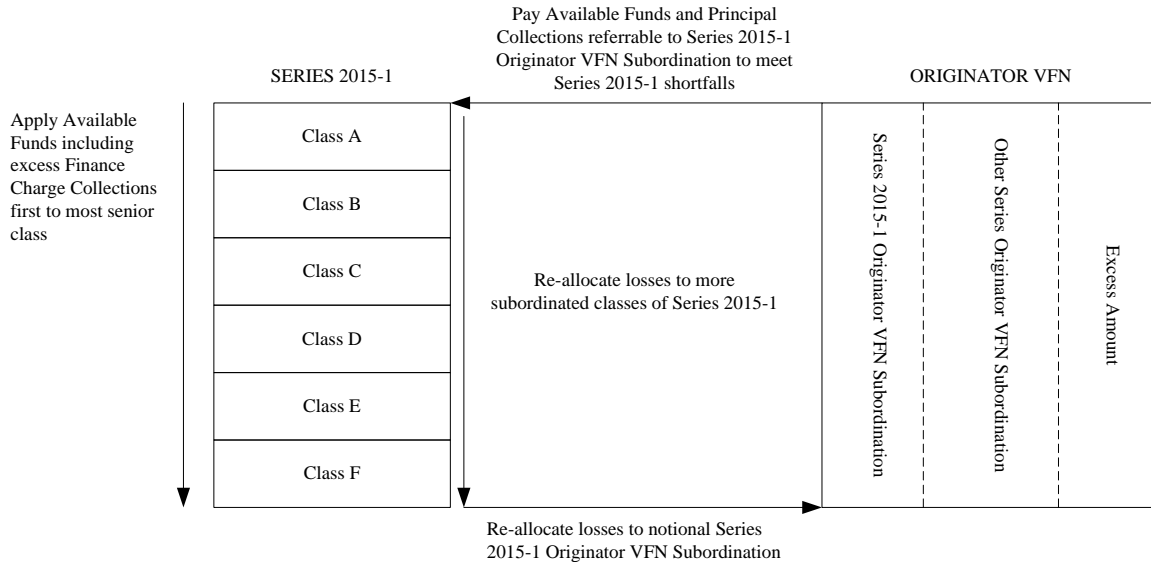 Pay Available Funds and Principal
Collections referrable to Series 2015-1
Originator VFN Subordination to meet
Series 2015-1 shortfalls
SERIES 2015-1
ORIGINATOR VFN
Apply Available
Funds including
excess Finance
Charge Collections
first to most senior
class
Class A
Class B
Class C
Class D
Class E
Class F
Re-allocate losses to more
subordinated classes of Series 2015-1
Series 2015-1 Originator VFN Subordination
Other Series Originator VFN Subordination
Excess Amount
Re-allocate losses to notional Series
2015-1 Originator VFN Subordination